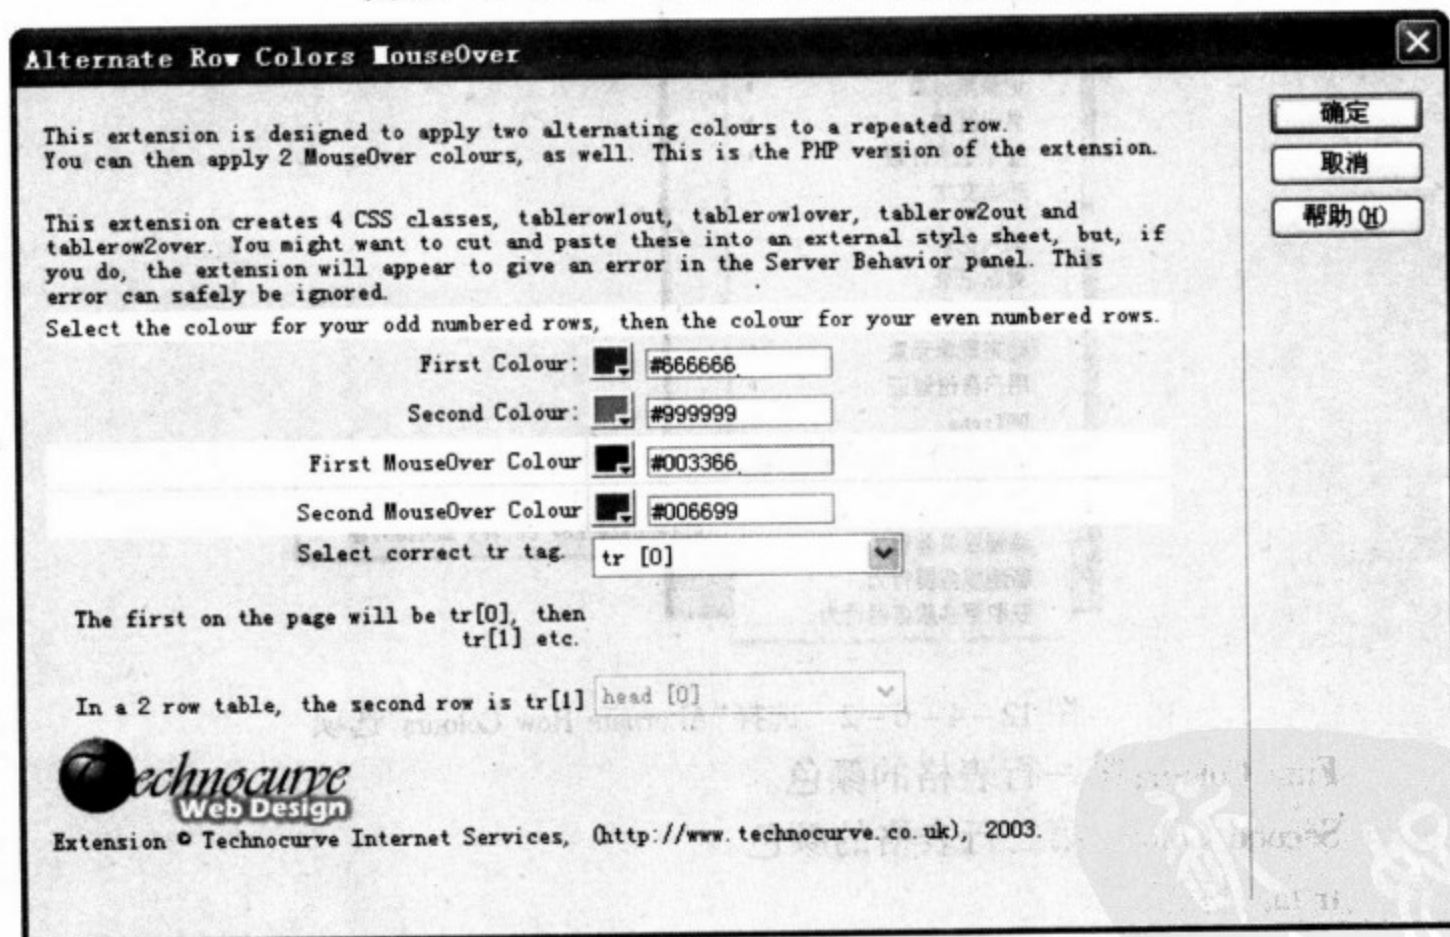 Alternate Row Colors MouseOver
This extension is designed to apply two alternating colours to a repeated row.
You can then apply 2 MouseOver colours, as well. This is the PHP version of the extension.
确定
取消
帮助(H)
This extension creates 4 CSS classes, tablerow1out, tablerow1over, tablerow2out and
tablerow2over. You might want to cut and paste these into an external style sheet, but, if
you do, the extension will appear to give an error in the Server Behavior panel. This
error can safely be ignored.
Select the colour for your odd numbered rows, then the colour for your even numbered rows.
First Colour: #666666
Second Colour: #999999
First MouseOver Colour #003366
Second MouseOver Colour #006699
Select correct tr tag. tr [0]
The first on the page will be tr[0], then
tr[1] etc.
In a 2 row table, the second row is tr[1] head [0]
Technocurve
Web Design
Extension © Technocurve Internet Services, (http://www.technocurve.co.uk), 2003.